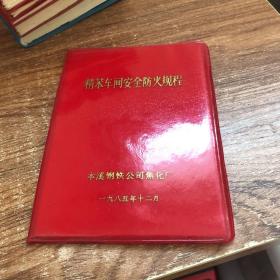 精苯车间安全防火规程
本溪钢铁公司焦化厂
一九八五年十二月